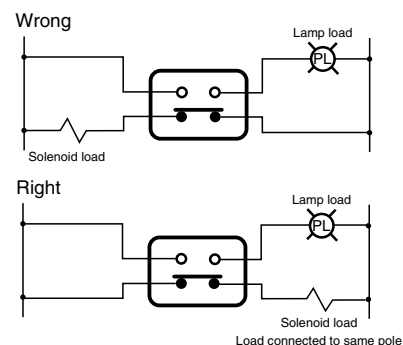 Wrong
Lamp load
PL
Solenoid load
Right
Lamp load
PL
Solenoid load
Load connected to same pole